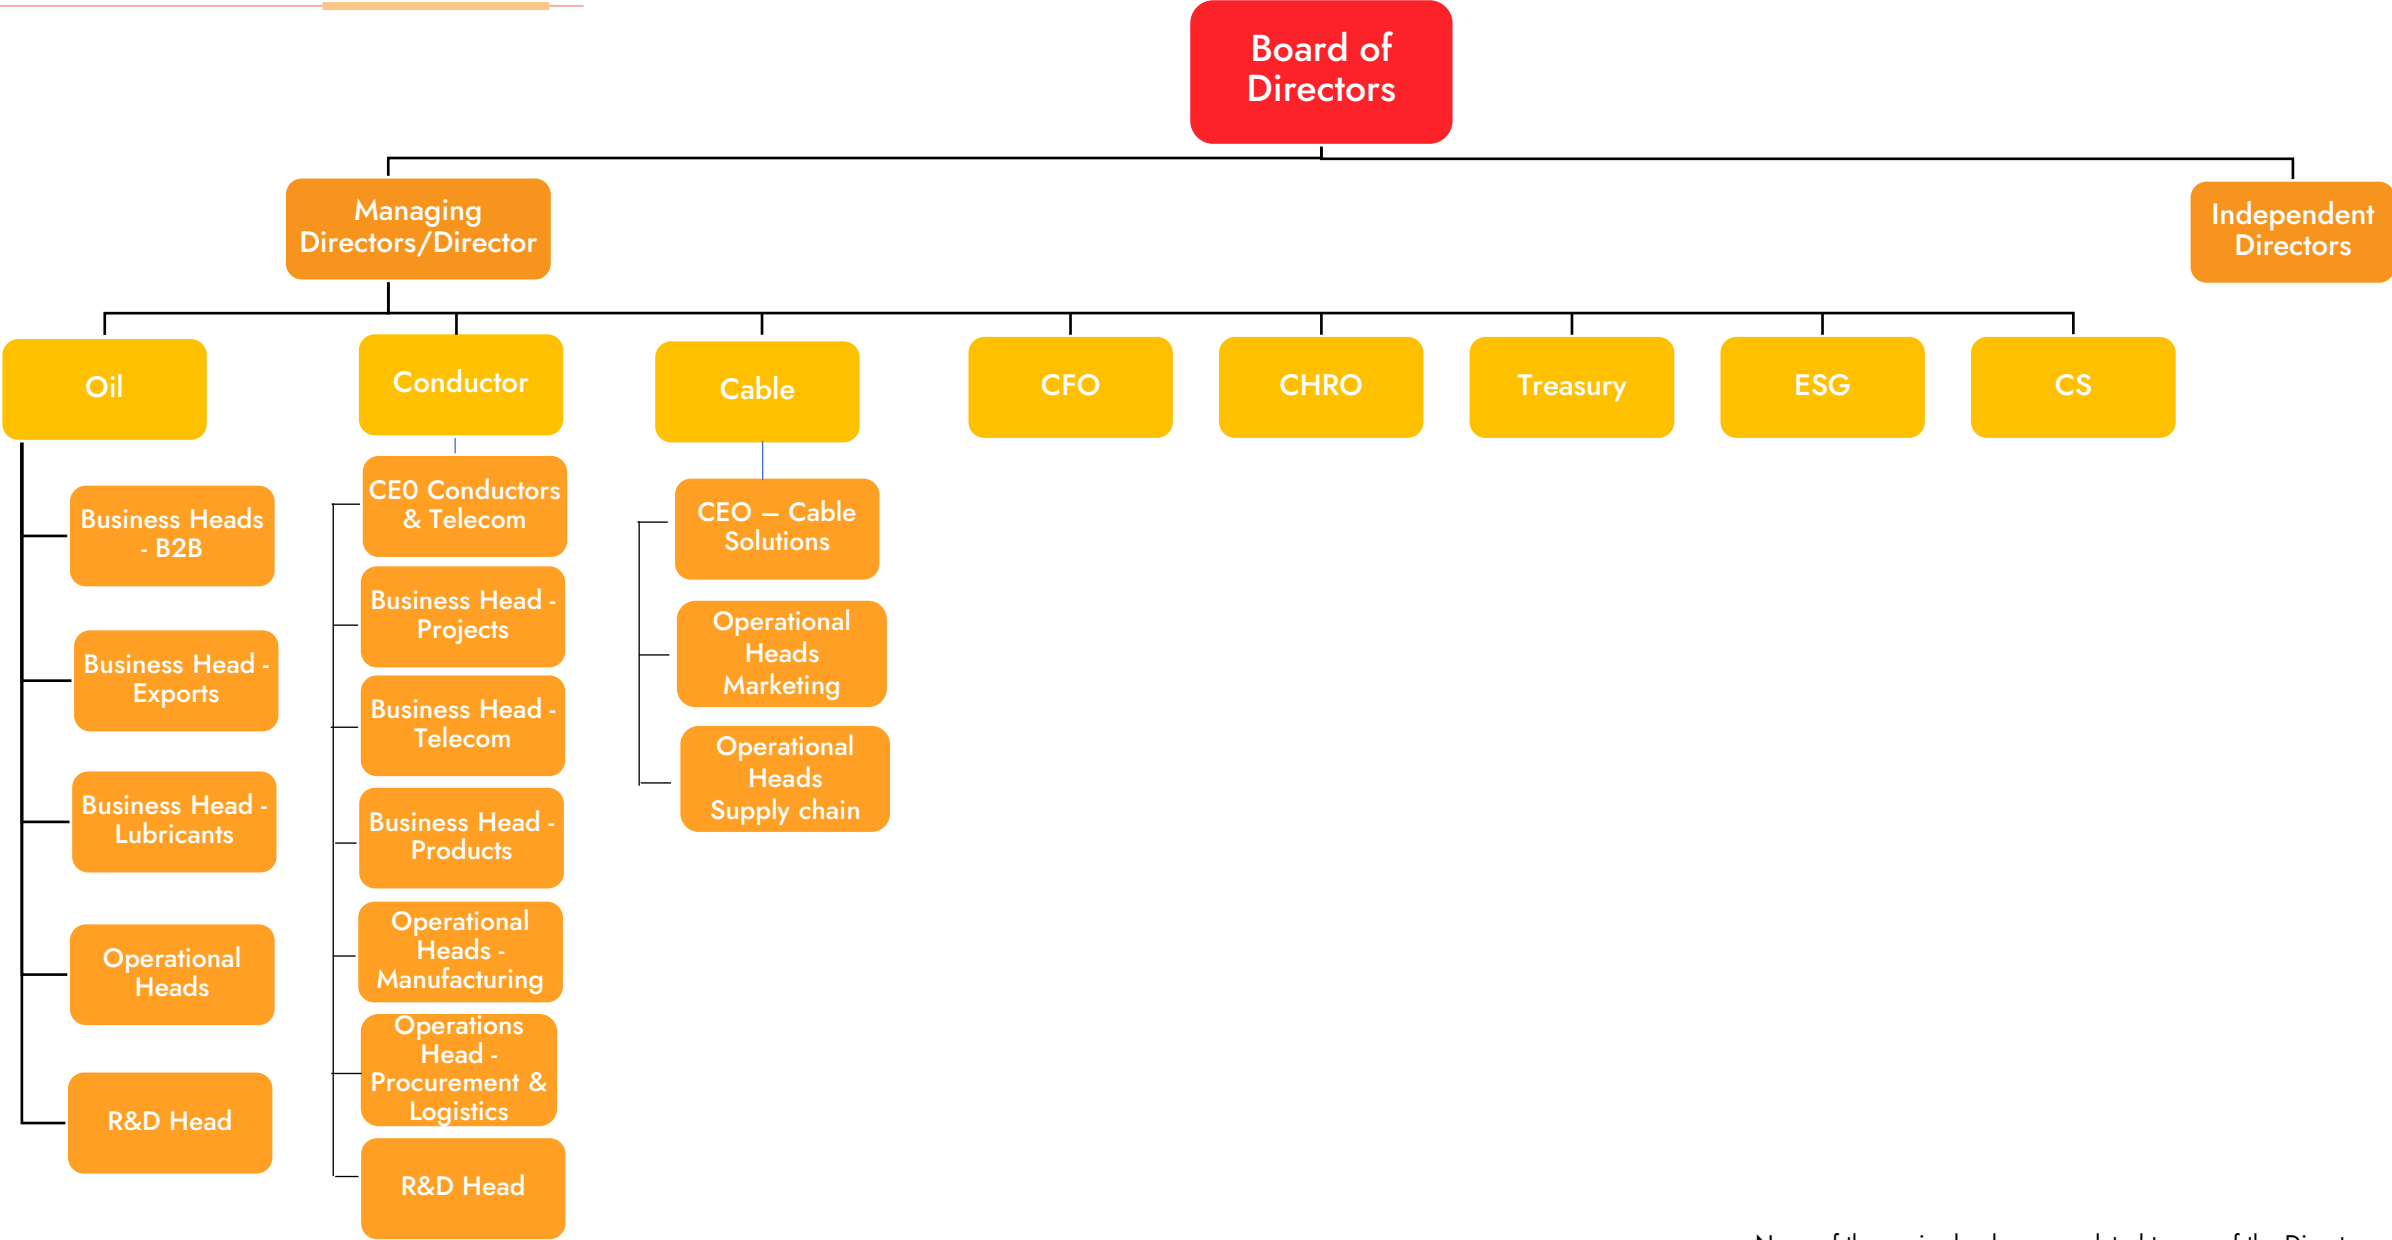 Board of
Directors
Managing
Directors/Director
Independent
Directors
Oil
Conductor
Cable
CFO
CHRO
Treasury
ESG
CS
Business Heads
- B2B
Business Head -
Exports
Business Head -
Lubricants
Operational
Heads
R&D Head
CE0 Conductors
& Telecom
Business Head -
Projects
Business Head -
Telecom
Business Head -
Products
Operational
Heads -
Manufacturing
Operations
Head -
Procurement &
Logistics
R&D Head
CEO – Cable
Solutions
Operational
Heads
Marketing
Operational
Heads
Supply chain